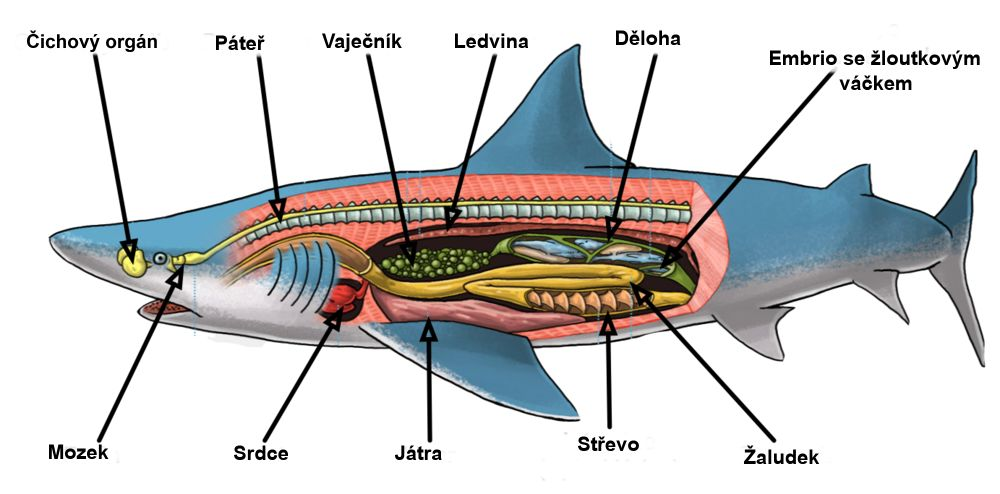 Čichový orgán
Páteř
Vaječník
Ledvina
Děloha
Embrio se žloutkovým
váčkem
Mozek
Srdce
Játra
Střevo
Žaludek